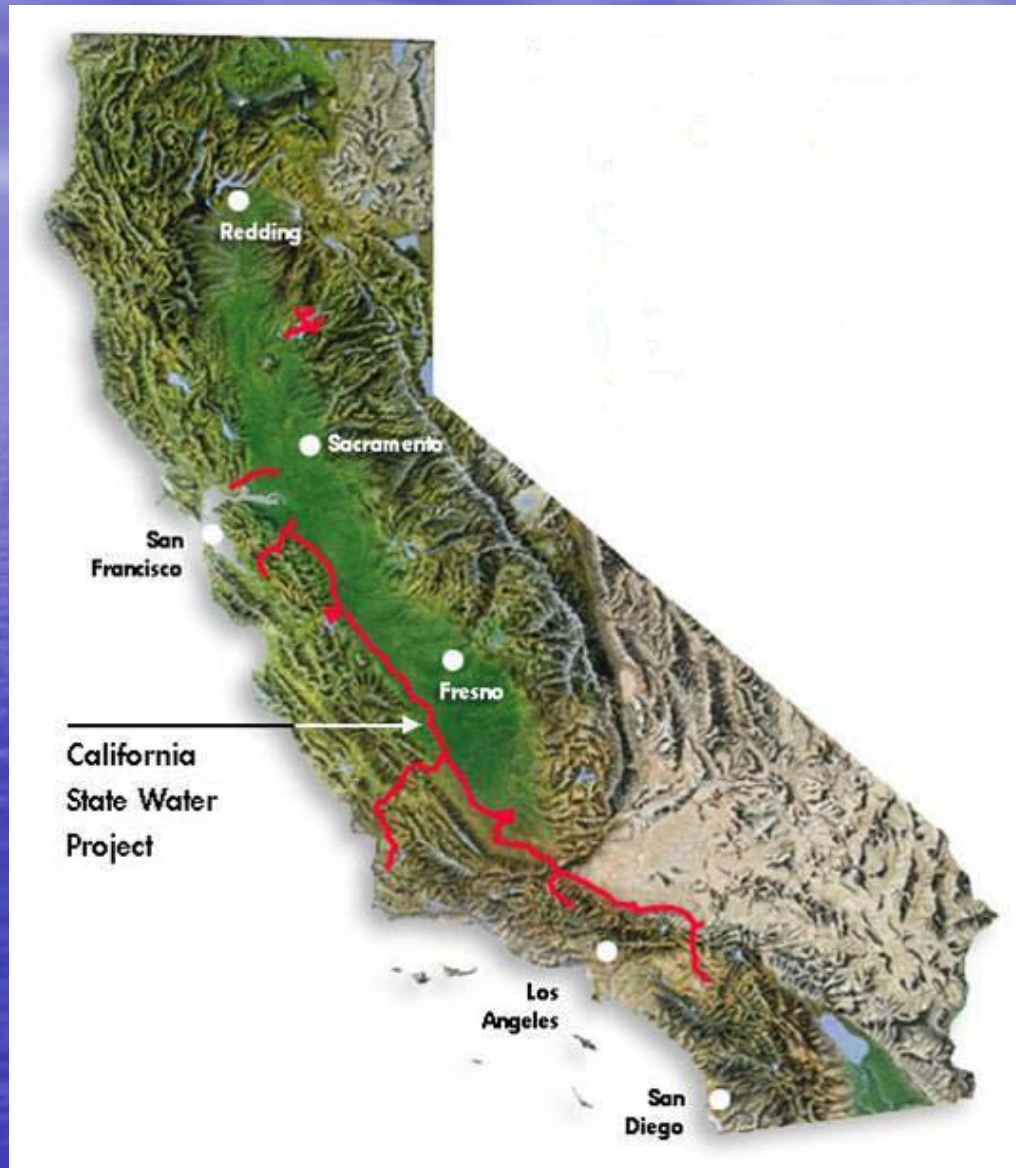 Redding
Sacramento
San
Francisco
Fresno
California
State Water
Project
Los
Angeles
San
Diego